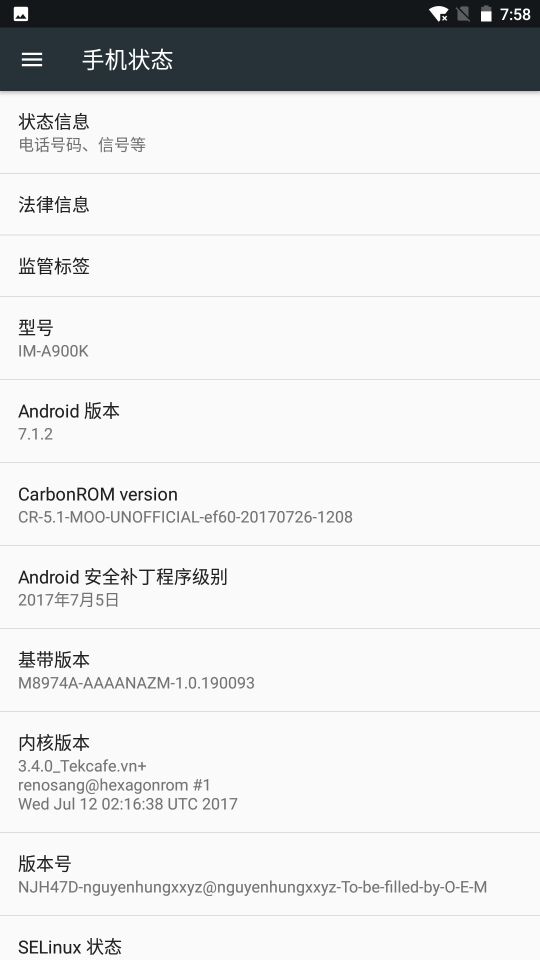 7:58
手机状态
状态信息
电话号码、信号等
法律信息
监管标签
型号
IM-A900K
Android 版本
7.1.2
CarbonROM version
CR-5.1-MOO-UNOFFICIAL-ef60-20170726-1208
Android 安全补丁程序级别
2017年7月5日
基带版本
M8974A-AAAANAZM-1.0.190093
内核版本
3.4.0_Tekcafe.vn+
renosang@hexagonrom #1
Wed Jul 12 02:16:38 UTC 2017
版本号
NJH47D-nguyenhungxxyz@nguyenhungxxyz-To-be-filled-by-O-E-M
SELinux 状态